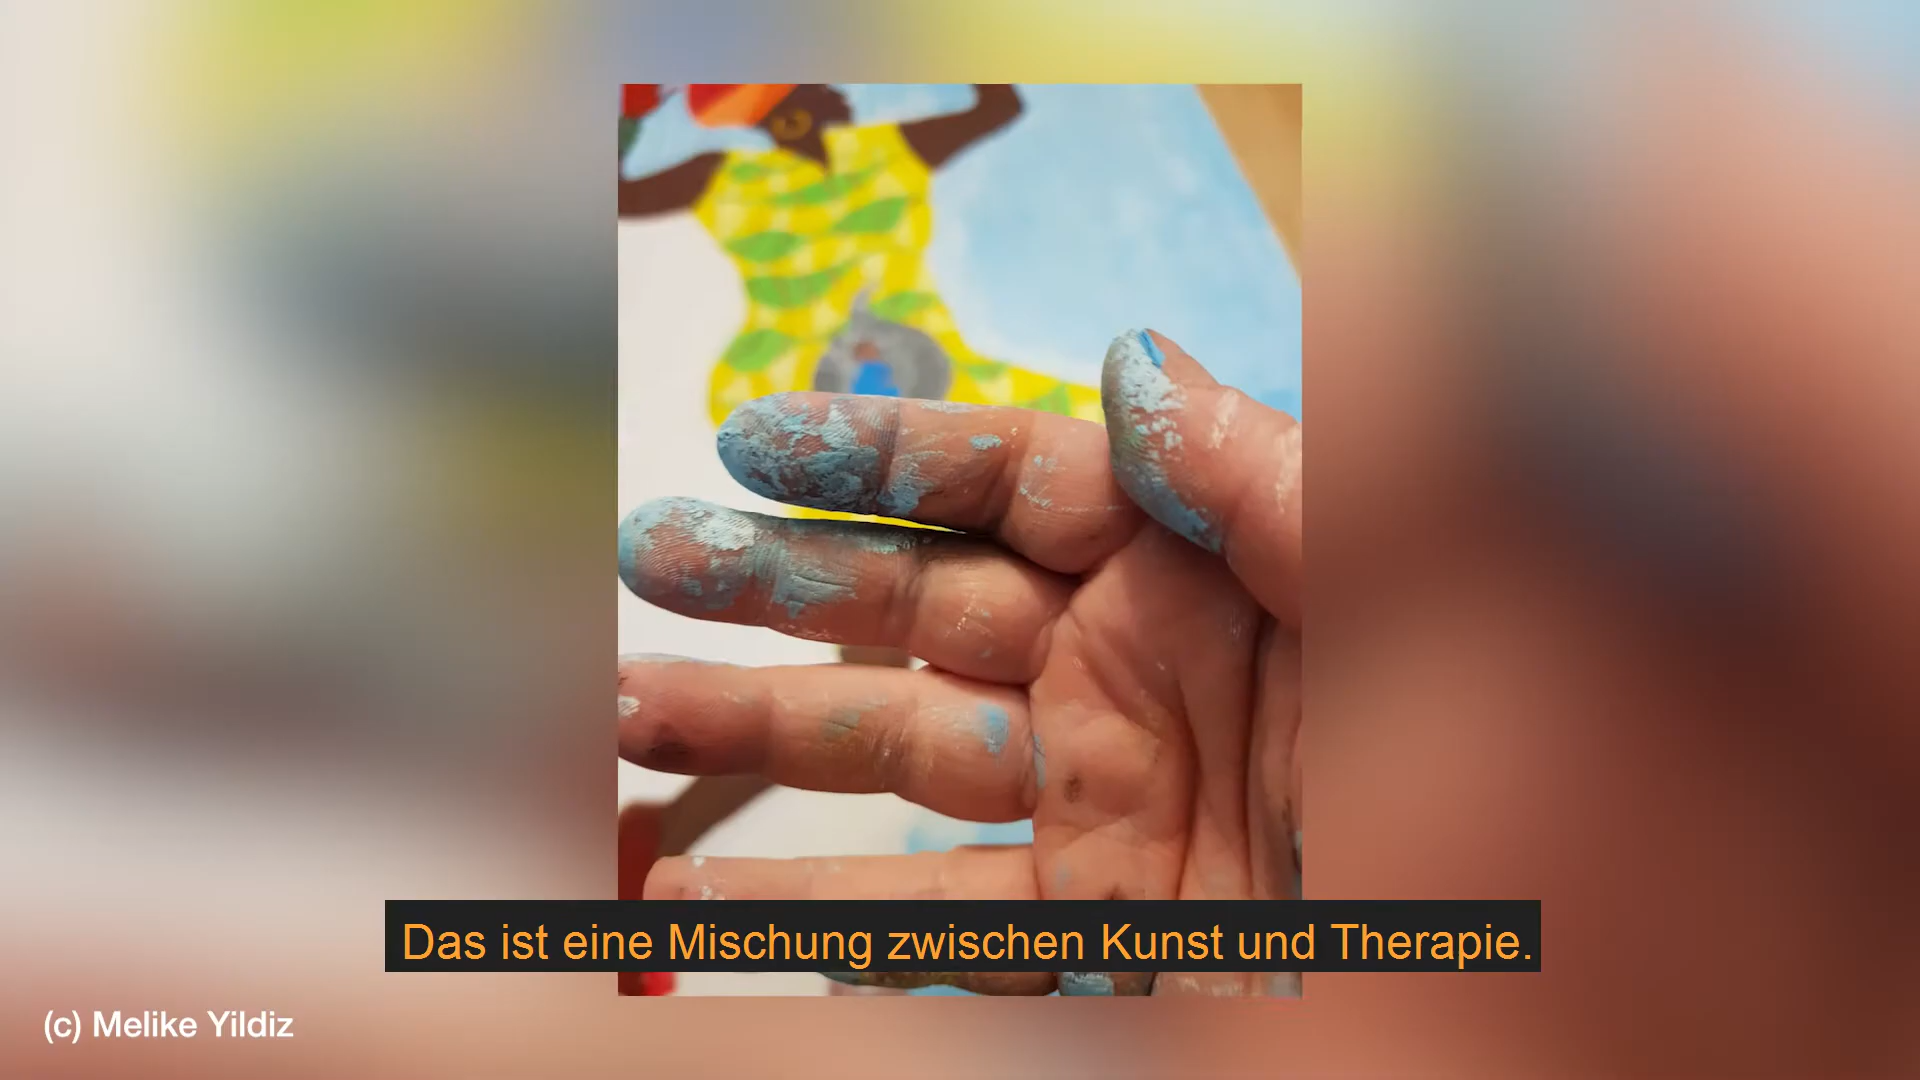 Das ist eine Mischung zwischen Kunst und Therapie.
(c) Melike Yildiz